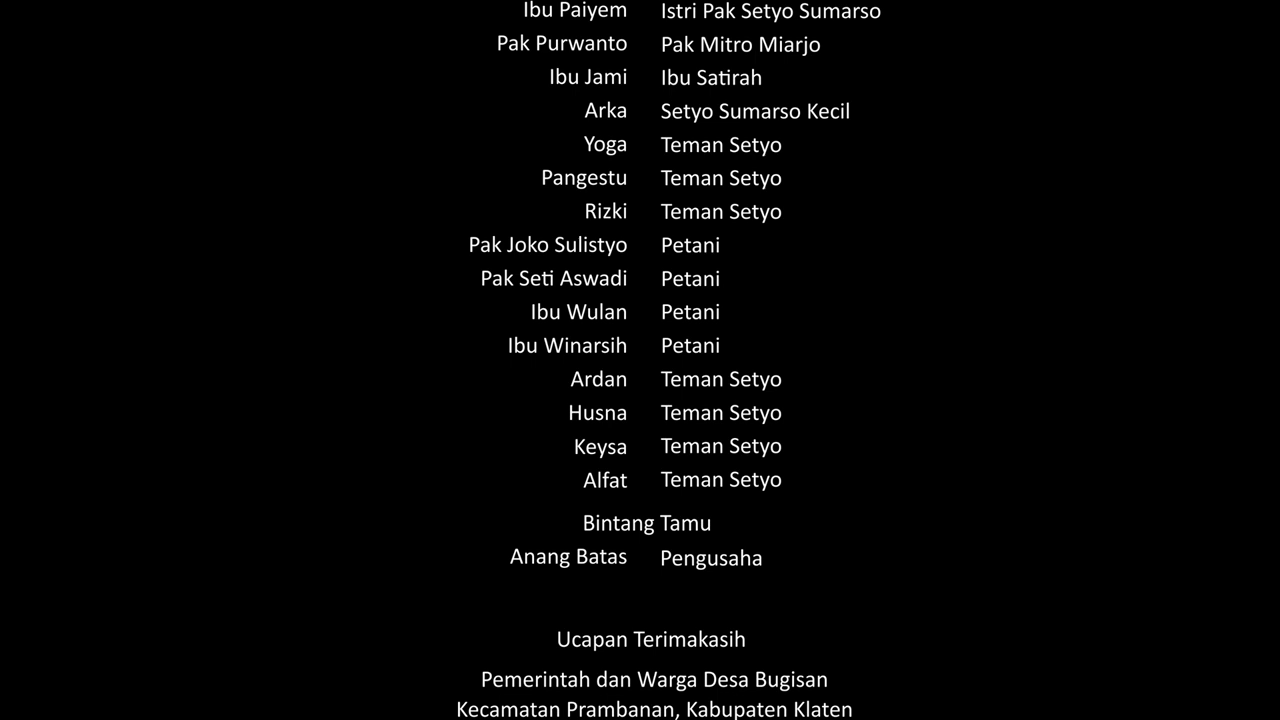 Ibu Paiyem Istri Pak Setyo Sumarso
Pak Purwanto Pak Mitro Miarjo
Ibu Jami Ibu Satirah
Arka Setyo Sumarso Kecil
Yoga Teman Setyo
Pangestu Teman Setyo
Rizki Teman Setyo
Pak Joko Sulistyo Petani
Pak Seti Aswadi Petani
Ibu Wulan Petani
Ibu Winarsih Petani
Ardan Teman Setyo
Husna Teman Setyo
Keysa Teman Setyo
Alfat Teman Setyo
Bintang Tamu
Anang Batas Pengusaha
Ucapan Terimakasih
Pemerintah dan Warga Desa Bugisan
Kecamatan Prambanan, Kabupaten Klaten